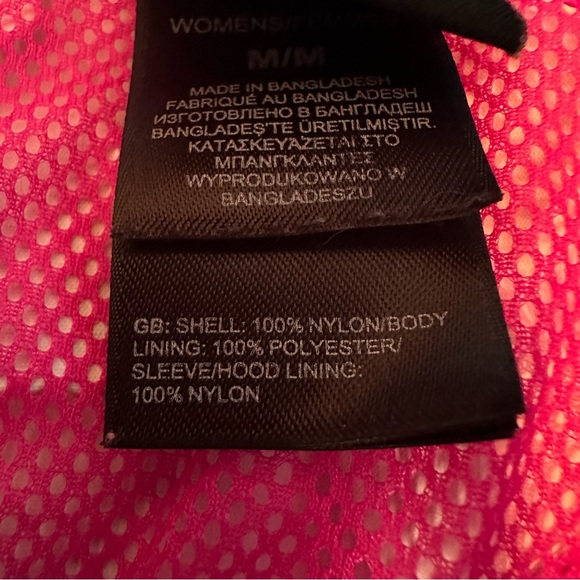 WOMENS/
M/M
MADE IN BANGLADESH
FABRIQUÉ AU BANGLADESH
ИЗГОТОВЛЕНО В БАНГЛАДЕШ
BANGLADEŞ'TE ÜRETILMIŞTIR.
ΚΑΤΑΣΚΕΥΑΖΕΤΑΙ ΣΤΟ
ΜΠΑΝΓΚΛΑΝΤΕΣ
WYPRODUKOWANO W
BANGLADESZU
GB: SHELL: 100% NYLON/BODY
LINING: 100% POLYESTER/
SLEEVE/HOOD LINING:
100% NYLON